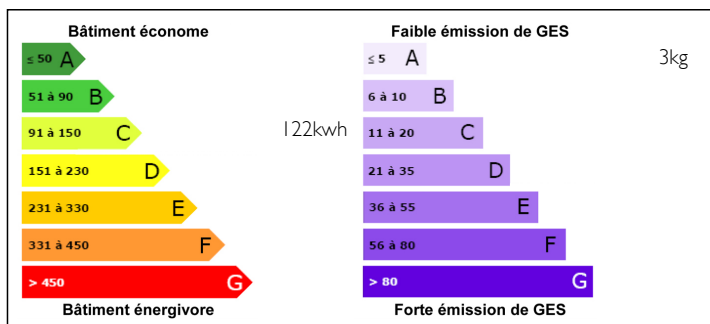 Bâtiment économe
≤ 50 A
51 à 90 B
91 à 150 C
122kwh
151 à 230 D
231 à 330 E
331 à 450 F
> 450 G
Bâtiment énergivore
Faible émission de GES
≤ 5 A
3kg
6 à 10 B
11 à 20 C
21 à 35 D
36 à 55 E
56 à 80 F
> 80 G
Forte émission de GES